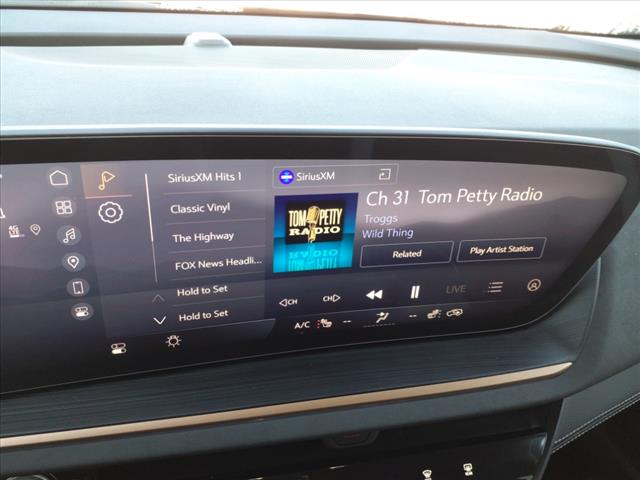 SiriusXM Hits 1
Classic Vinyl
The Highway
FOX News Headli...
Hold to Set
Hold to Set
SiriusXM
TOM PETTY
RADIO
Ch 31 Tom Petty Radio
Troggs
Wild Thing
Related
Play Artist Station
CH
CH
LIVE
A/C
--
--